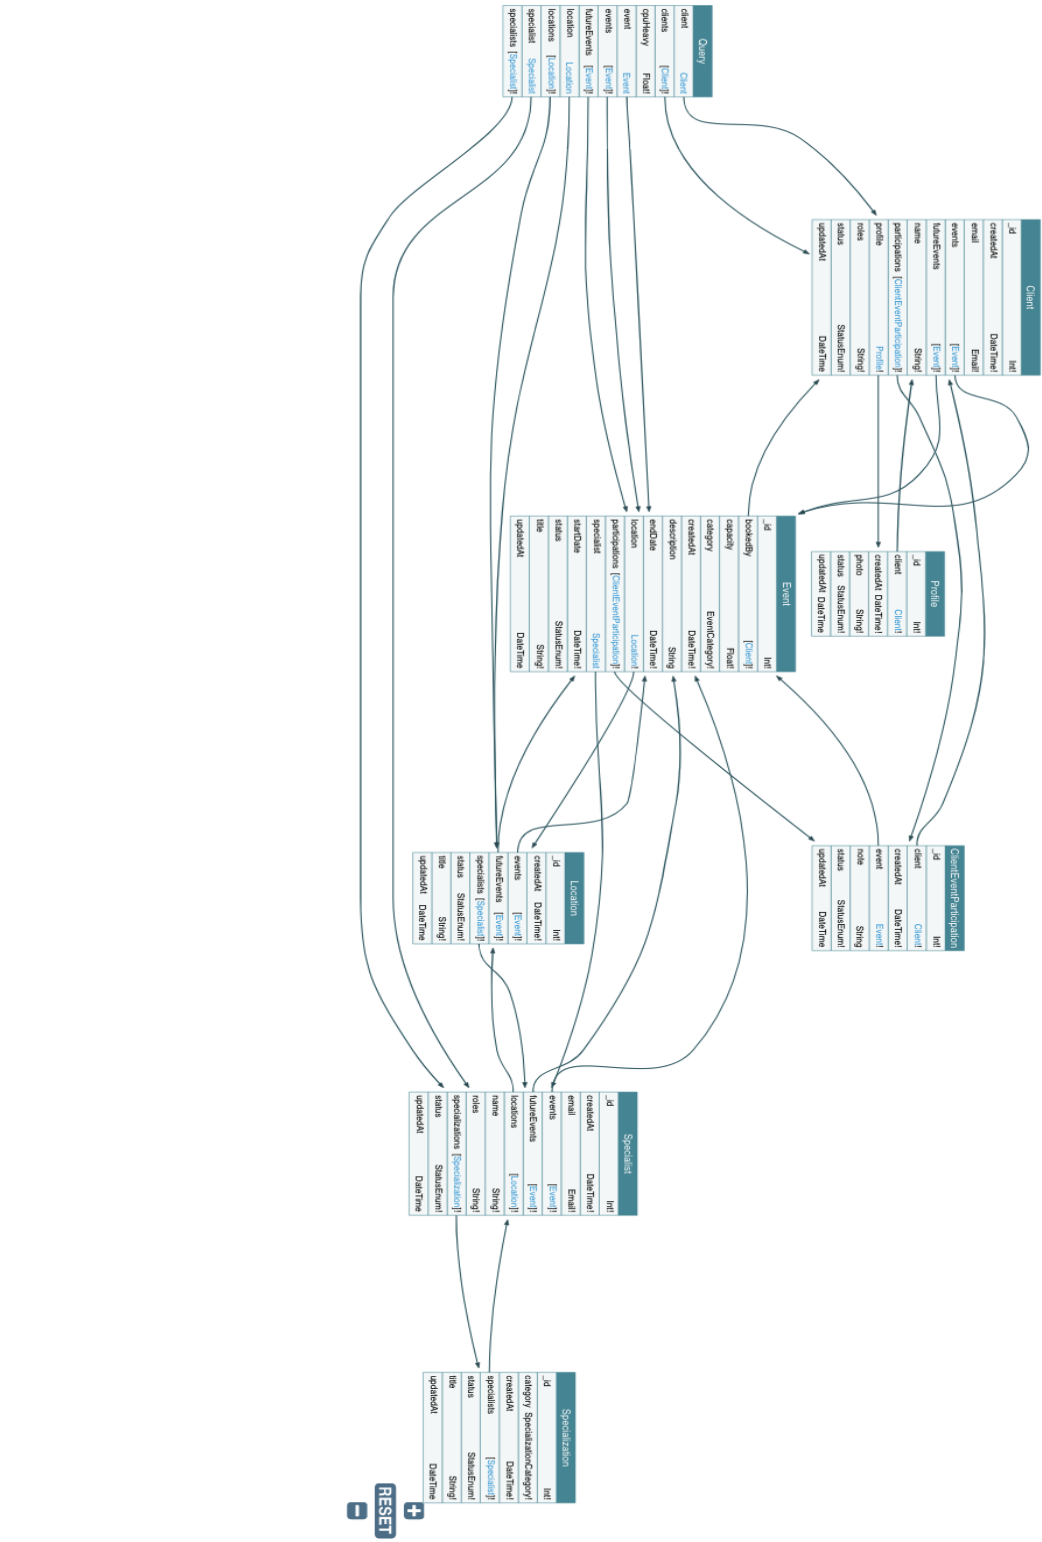 Query
client Client
clients [Client]!
cpuHeavy Float!
event Event
events [Event]!
futureEvents [Event]!
location Location
locations [Location]!
specialist Specialist
specialists [Specialist]!
Client
_id Int!
createdAt DateTime!
email Email!
events [Event]!
futureEvents [Event]!
name String!
participations [ClientEventParticipation]!
profile Profile!
roles String!
status StatusEnum!
updatedAt DateTime
Event
_id Int!
bookedBy [Client]!
capacity Float!
category EventCategory!
createdAt DateTime!
description String
endDate DateTime!
location Location!
participations [ClientEventParticipation]!
specialist Specialist
startDate DateTime!
status StatusEnum!
title String!
updatedAt DateTime
Profile
_id Int!
client Client!
createdAt DateTime!
photo String!
status StatusEnum!
updatedAt DateTime
ClientEventParticipation
_id Int!
client Client!
createdAt DateTime!
event Event!
note String
status StatusEnum!
updatedAt DateTime
Location
_id Int!
createdAt DateTime!
events [Event]!
futureEvents [Event]!
specialists [Specialist]!
status StatusEnum!
title String!
updatedAt DateTime
Specialist
_id Int!
createdAt DateTime!
email Email!
events [Event]!
futureEvents [Event]!
locations [Location]!
name String!
roles String!
specializations [Specialization]!
status StatusEnum!
updatedAt DateTime
Specialization
_id Int!
category SpecializationCategory!
createdAt DateTime!
specialists [Specialist]!
status StatusEnum!
title String!
updatedAt DateTime
+
RESET
-